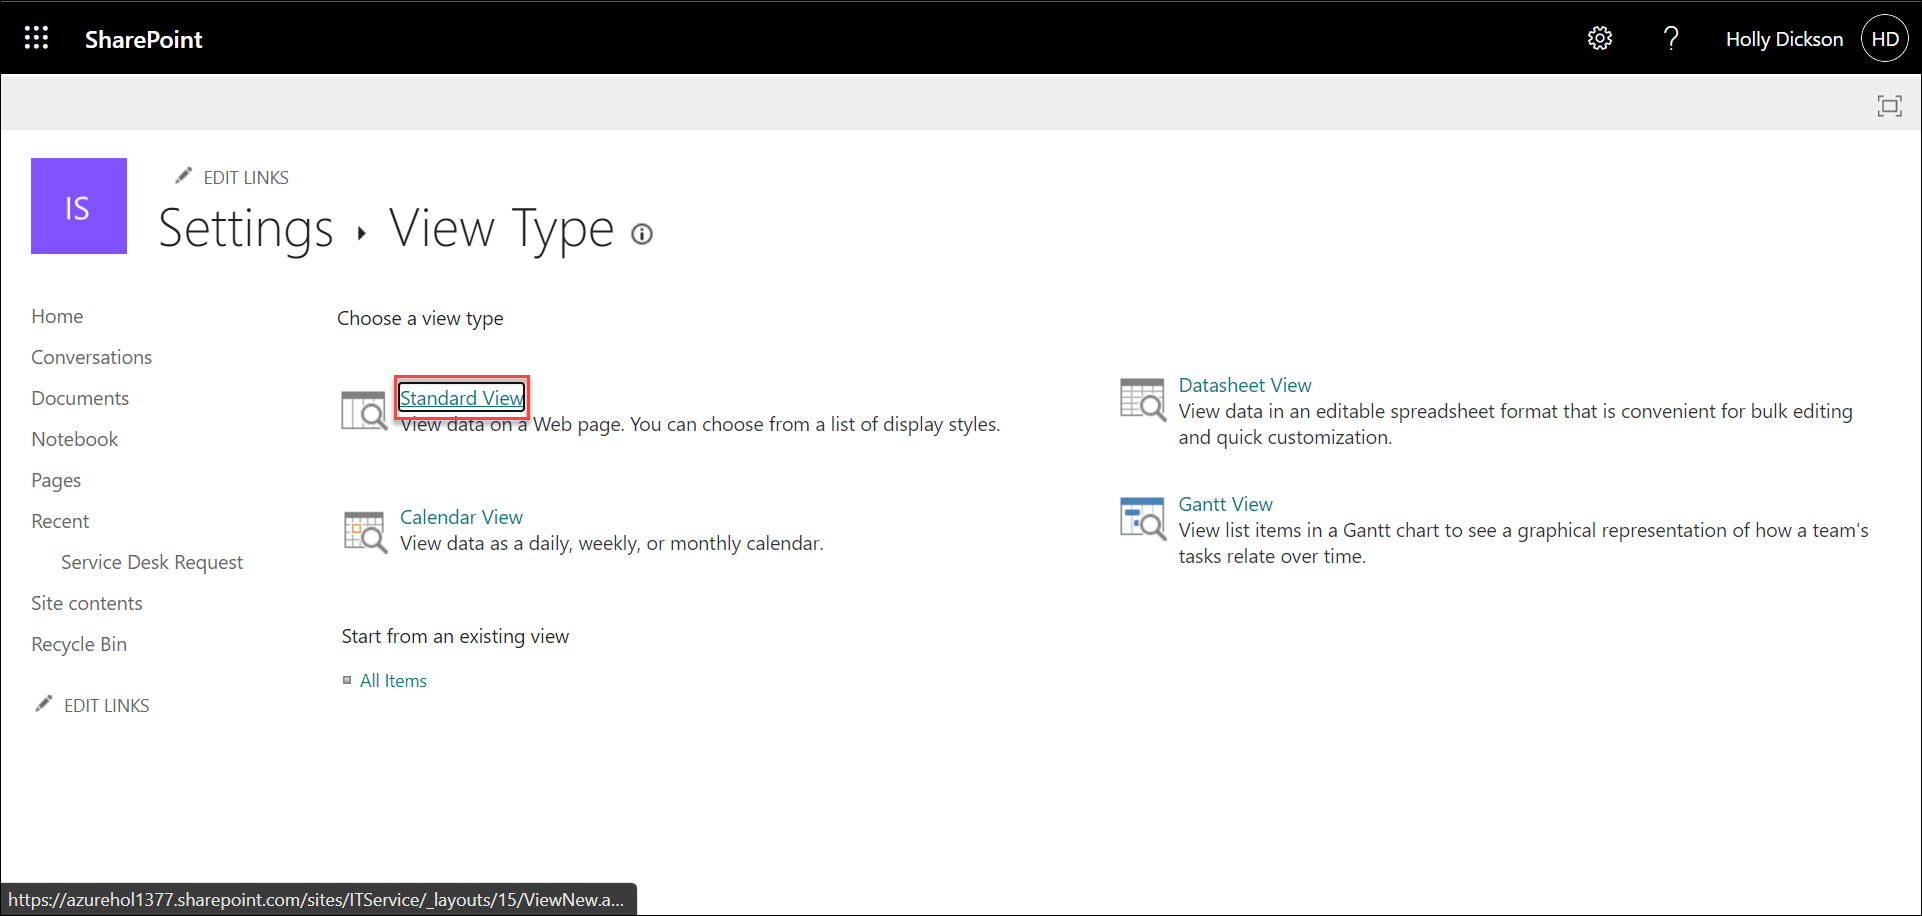 SharePoint
? Holly Dickson HD
EDIT LINKS
IS
Settings ▸ View Type
Home
Conversations
Documents
Notebook
Pages
Recent
Service Desk Request
Site contents
Recycle Bin
EDIT LINKS
Choose a view type
Standard View
View data on a Web page. You can choose from a list of display styles.
Datasheet View
View data in an editable spreadsheet format that is convenient for bulk editing
and quick customization.
Calendar View
View data as a daily, weekly, or monthly calendar.
Gantt View
View list items in a Gantt chart to see a graphical representation of how a team's
tasks relate over time.
Start from an existing view
All Items
https://azurehol1377.sharepoint.com/sites/ITService/_layouts/15/ViewNew.a...